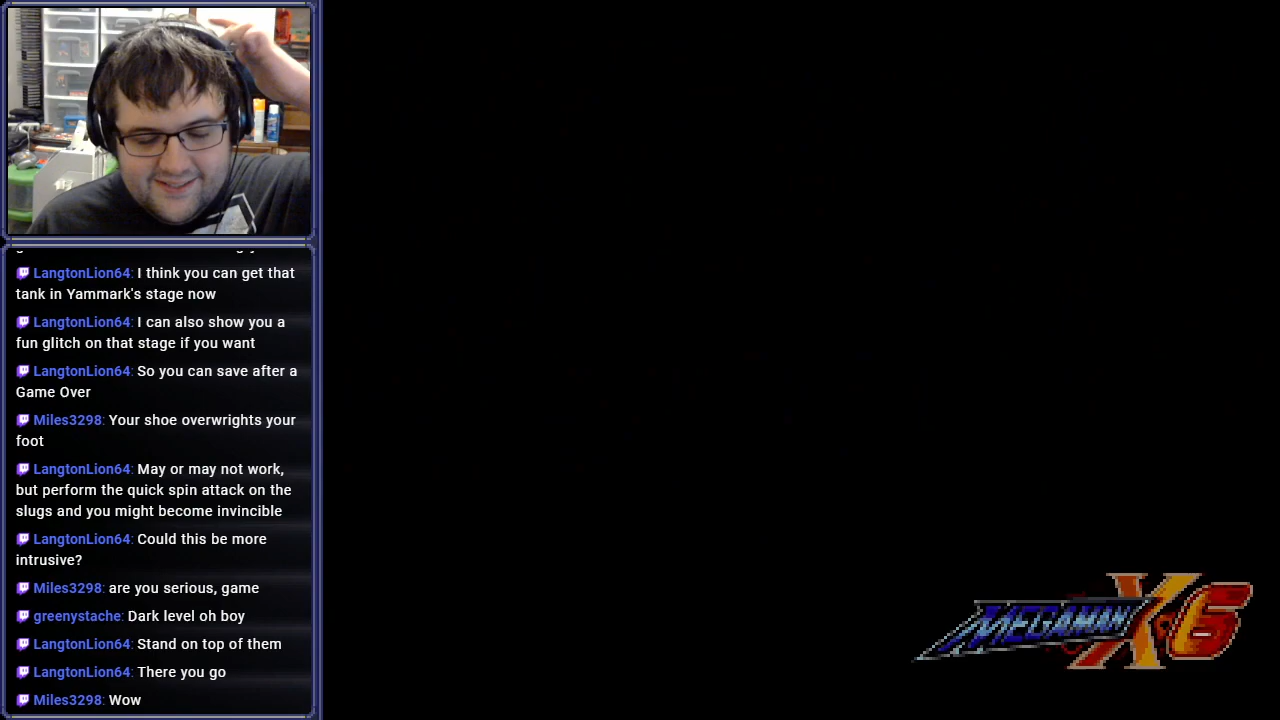 LangtonLion64: I think you can get that
tank in Yammark's stage now
LangtonLion64: I can also show you a
fun glitch on that stage if you want
LangtonLion64: So you can save after a
Game Over
Miles3298: Your shoe overwrights your
foot
LangtonLion64: May or may not work,
but perform the quick spin attack on the
slugs and you might become invincible
LangtonLion64: Could this be more
intrusive?
Miles3298: are you serious, game
greenystache: Dark level oh boy
LangtonLion64: Stand on top of them
LangtonLion64: There you go
Miles3298: Wow
MEGAMAN X6